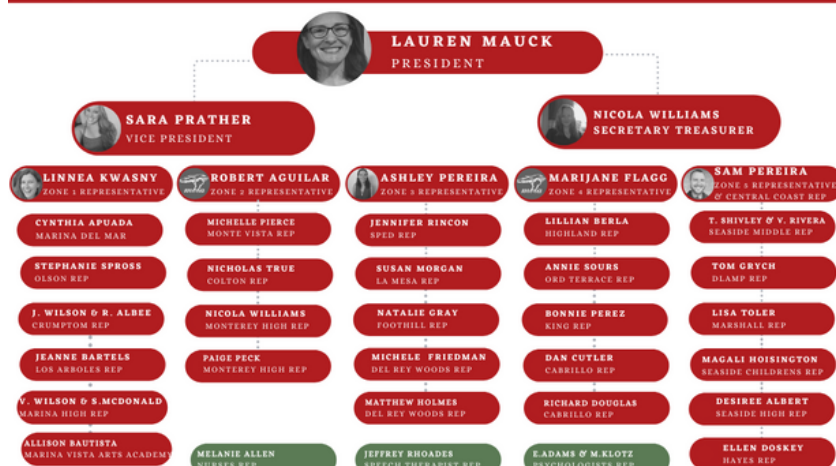 LAUREN MAUCK
PRESIDENT
SARA PRATHER
VICE PRESIDENT
NICOLA WILLIAMS
SECRETARY TREASURER
LINNEA KWASNY
ZONE 1 REPRESENTATIVE
CYNTHIA APUADA
MARINA DEL MAR
STEPHANIE SPROSS
OLSON REP
J. WILSON & R. ALBEE
CRUMPTOM REP
JEANNE BARTELS
LOS ARBOLES REP
V. WILSON & S.MCDONALD
MARINA HIGH REP
ALLISON BAUTISTA
MARINA VISTA ARTS ACADEMY
ROBERT AGUILAR
ZONE 2 REPRESENTATIVE
MICHELLE PIERCE
MONTE VISTA REP
NICHOLAS TRUE
COLTON REP
NICOLA WILLIAMS
MONTEREY HIGH REP
PAIGE PECK
MONTEREY HIGH REP
MELANIE ALLEN
NURSES REP
ASHLEY PEREIRA
ZONE 3 REPRESENTATIVE
JENNIFER RINCON
SPED REP
SUSAN MORGAN
LA MESA REP
NATALIE GRAY
FOOTHILL REP
MICHELE FRIEDMAN
DEL REY WOODS REP
MATTHEW HOLMES
DEL REY WOODS REP
JEFFREY RHOADES
SPEECH THERAPIST REP
MARIJANE FLAGG
ZONE 4 REPRESENTATIVE
LILLIAN BERLA
HIGHLAND REP
ANNIE SOURS
ORD TERRACE REP
BONNIE PEREZ
KING REP
DAN CUTLER
CABRILLO REP
RICHARD DOUGLAS
CABRILLO REP
E.ADAMS & M.KLOTZ
PSYCHOLOGISTS REP
SAM PEREIRA
ZONE 5 REPRESENTATIVE
& CENTRAL COAST REP
T. SHIVLEY & V. RIVERA
SEASIDE MIDDLE REP
TOM GRYCH
DLAMP REP
LISA TOLER
MARSHALL REP
MAGALI HOISINGTON
SEASIDE CHILDRENS REP
DESIREE ALBERT
SEASIDE HIGH REP
ELLEN DOSKEY
HAYES REP